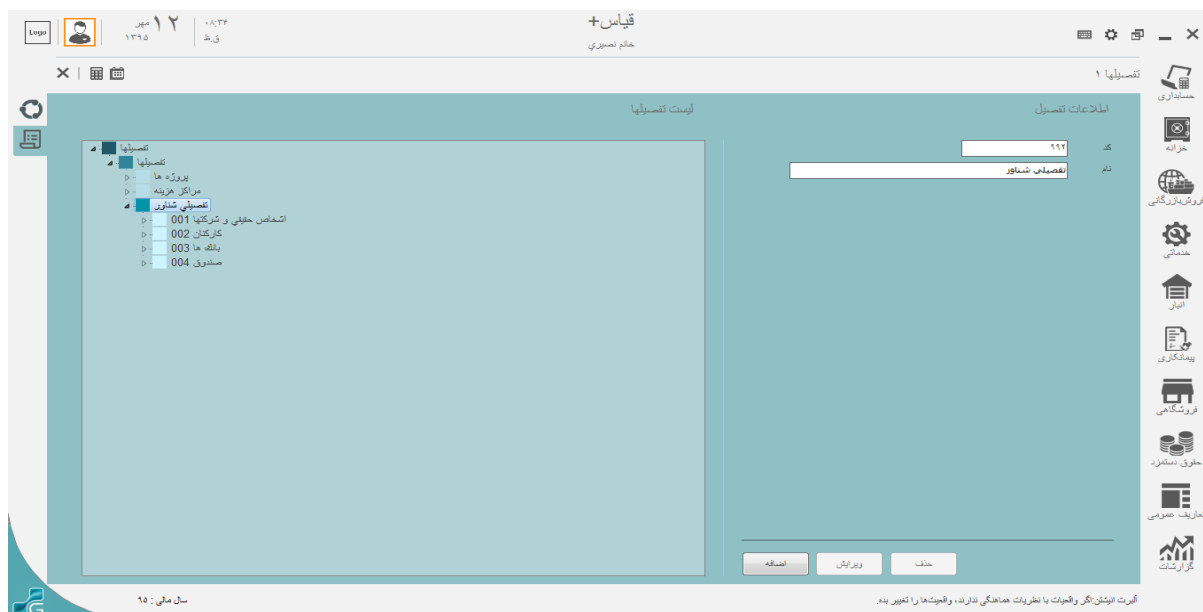 قیاس+
خانم نصیری
۰۸:۳۴
ق.ظ
۱۲ مهر
۱۳۹۵
Logo
تفصیلها ۱
اطلاعات تفصیل
کد
۹۹۲
نام
تفصیلی شناور
حذف
ویرایش
اضافه
لیست تفصیلها
تفصیلها
تفصیلها
پروژه ها
مراکز هزینه
تفصیلی شناور
اشخاص حقیقی و شرکتها 001
کارکنان 002
بانک ها 003
صندوق 004
حسابداری
خزانه
فروش‌بازرگانی
خدماتی
انبار
پیمانکاری
فروشگاهی
حقوق دستمزد
تعاریف عمومی
گزارشات
آلبرت انیشتن:اگر واقعیات با نظریات هماهنگی ندارند، واقعیت‌ها را تغییر بده.
سال مالی : ۹۵